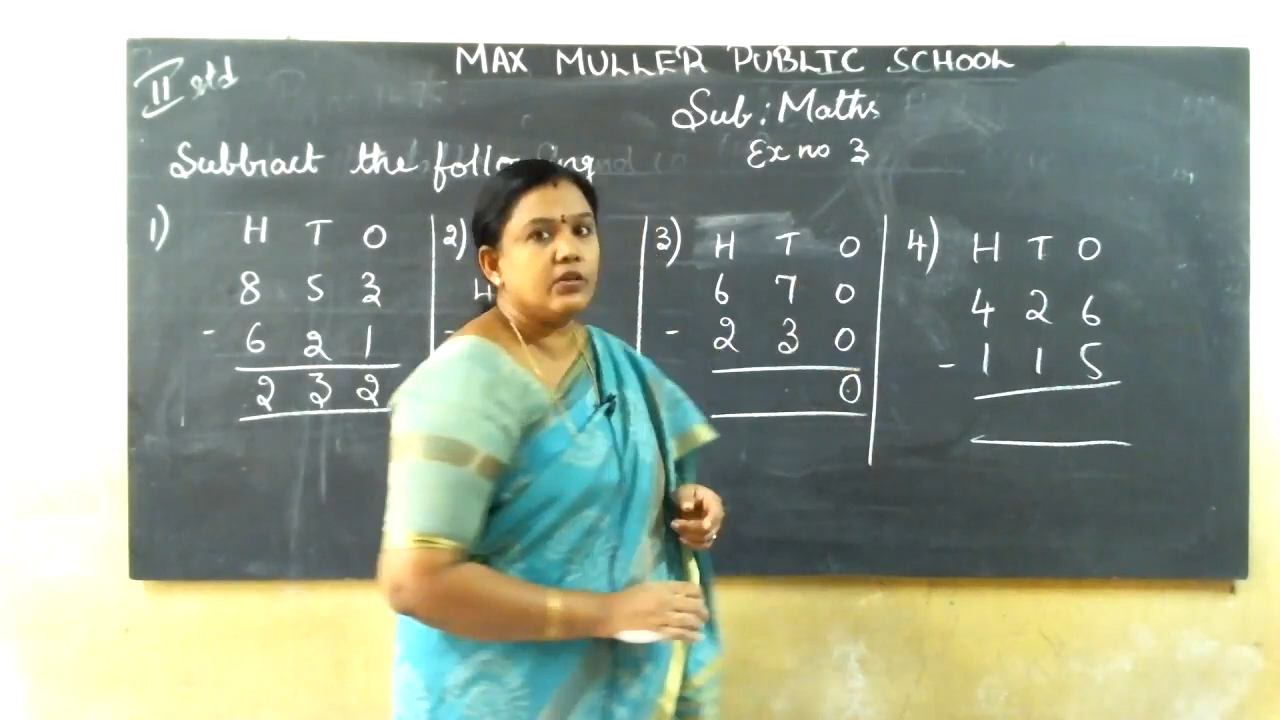 MAX MULLER PUBLIC SCHOOL
II std
Sub : Maths
Ex no 3
Subtract the following
1) H T O
8 5 3
- 6 2 1
2 3 2
2)
4
-
3) H T O
6 7 0
- 2 3 0
0
4) H T O
4 2 6
- 1 1 5